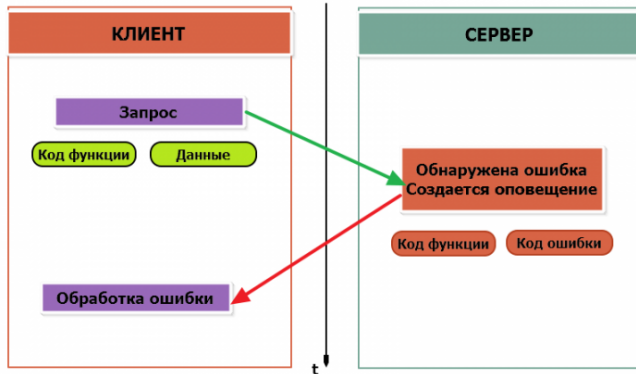 КЛИЕНТ
СЕРВЕР
Запрос
Код функции
Данные
Обнаружена ошибка
Создается оповещение
Код функции
Код ошибки
Обработка ошибки
t